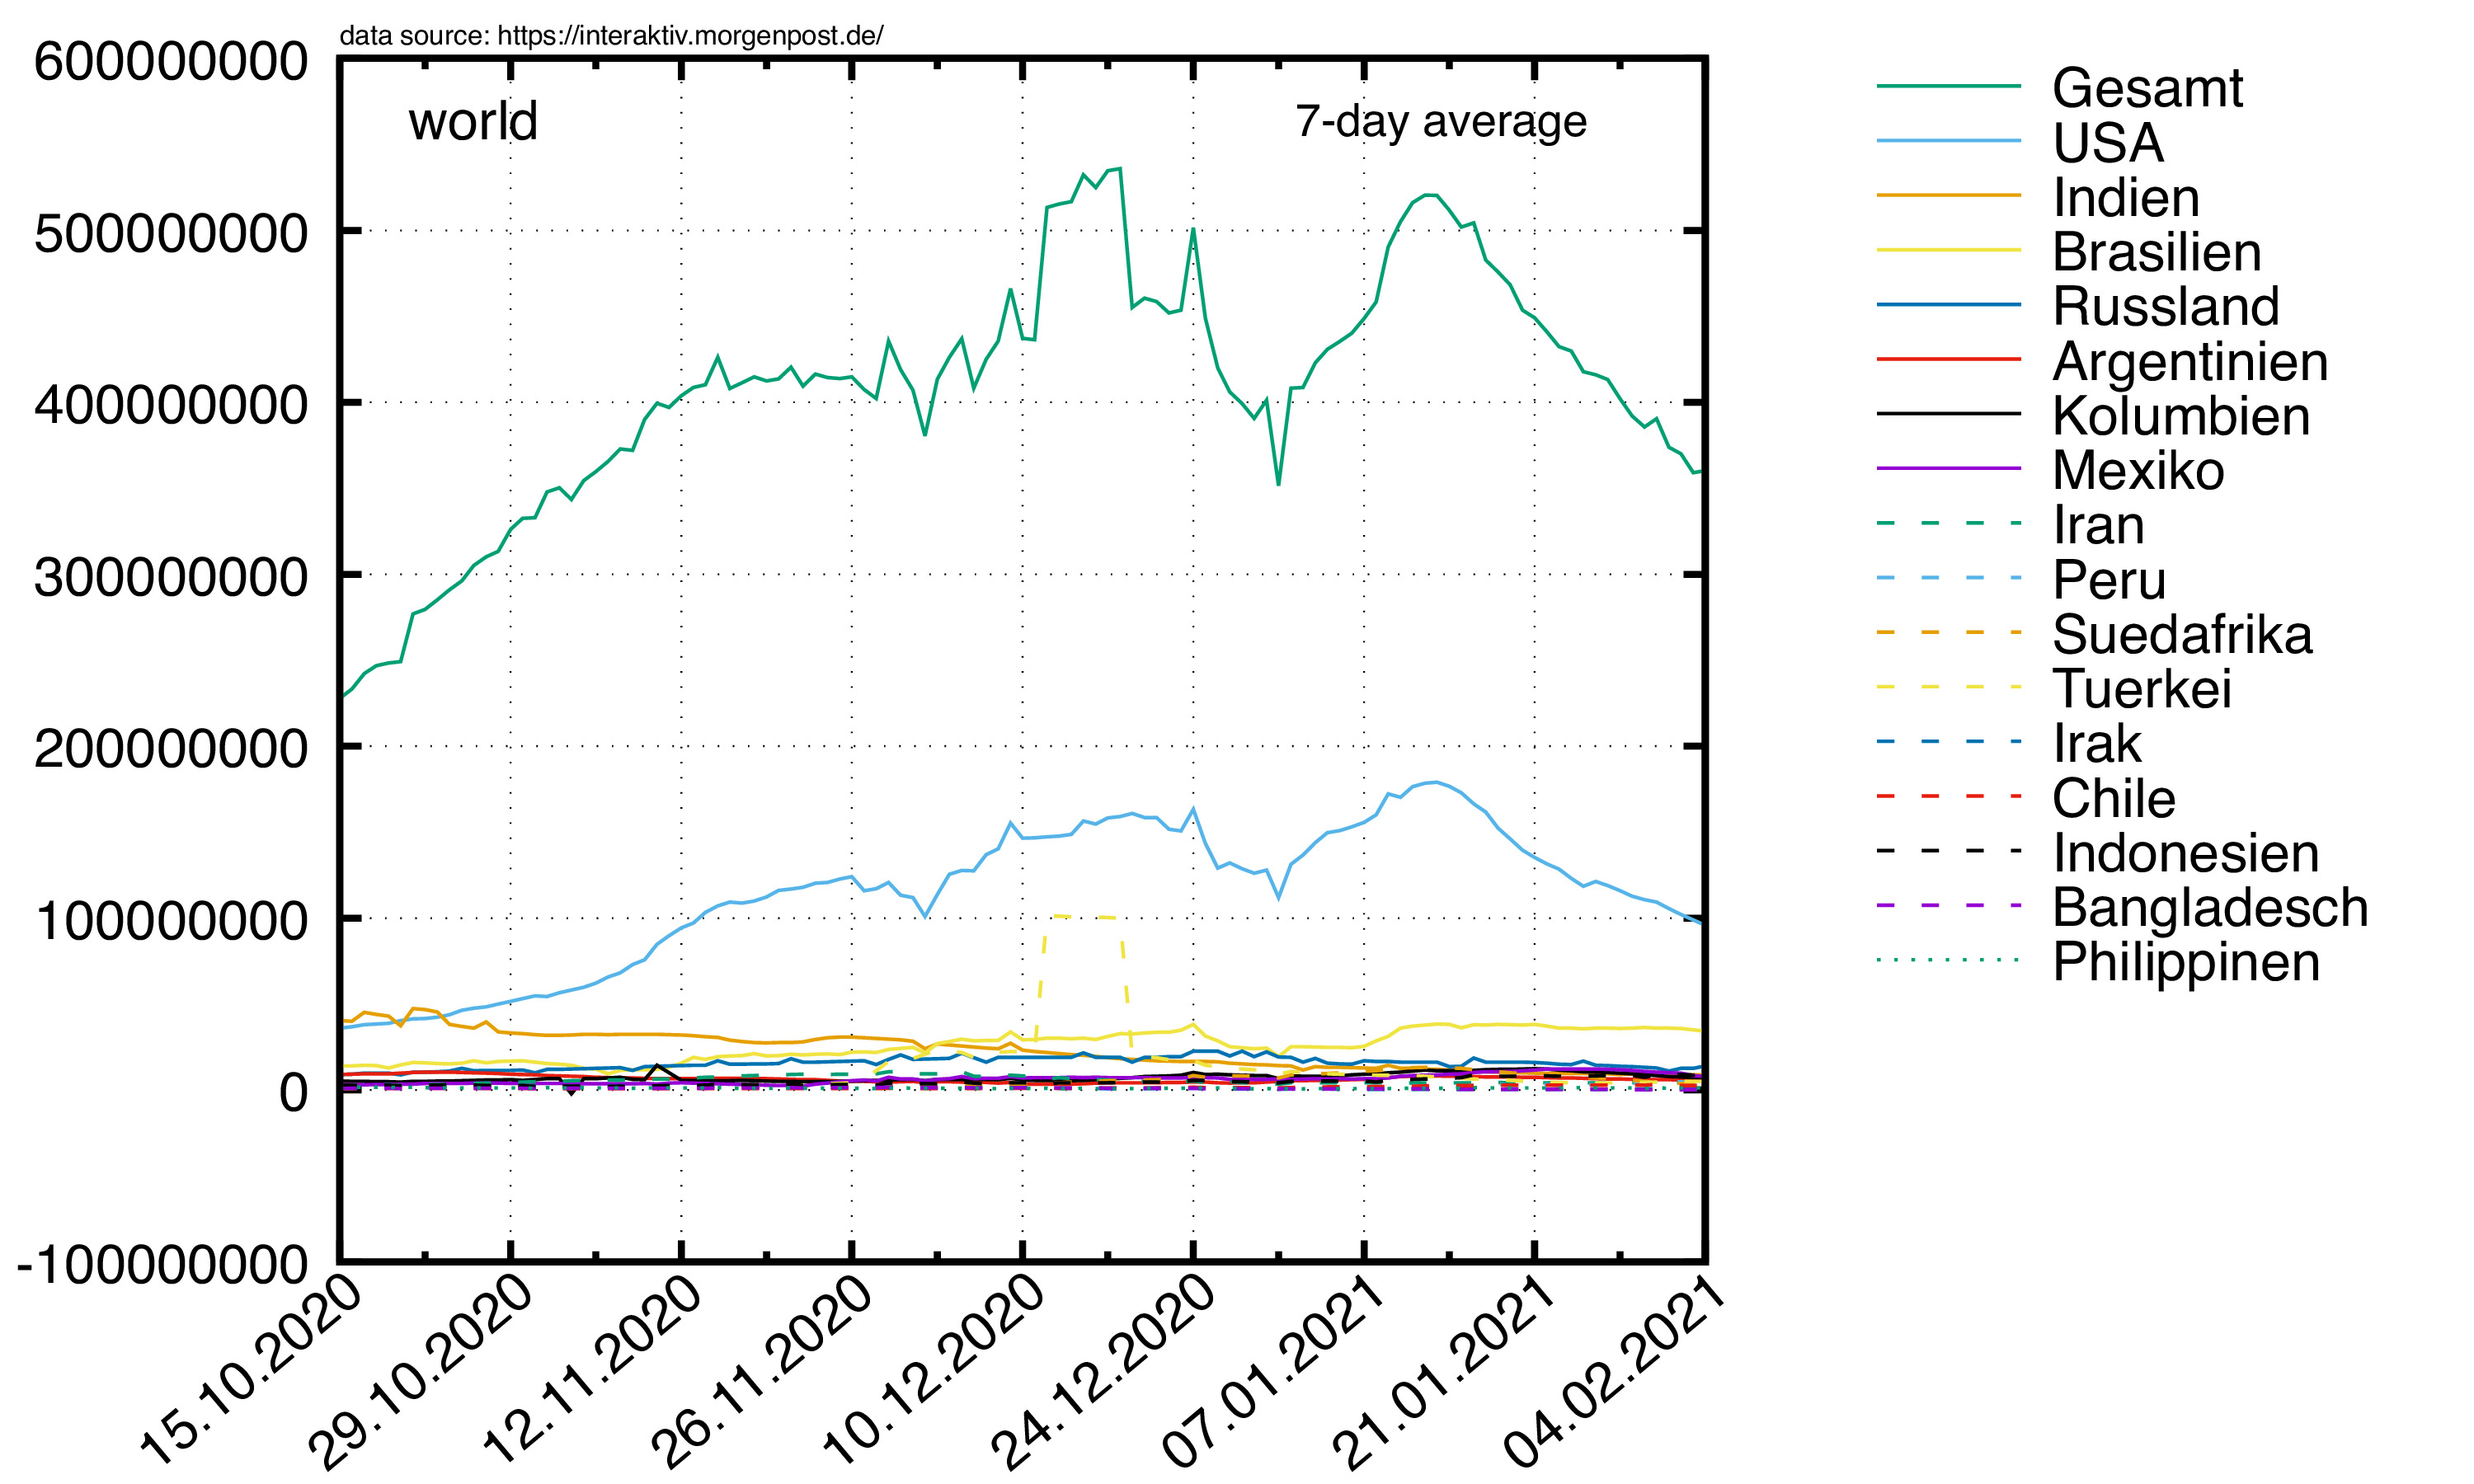 data source: https://interaktiv.morgenpost.de/
world
7-day average
600000000
500000000
400000000
300000000
200000000
100000000
0
-100000000
15.10.2020
29.10.2020
12.11.2020
26.11.2020
10.12.2020
24.12.2020
07.01.2021
21.01.2021
04.02.2021
Gesamt
USA
Indien
Brasilien
Russland
Argentinien
Kolumbien
Mexiko
Iran
Peru
Suedafrika
Tuerkei
Irak
Chile
Indonesien
Bangladesch
Philippinen